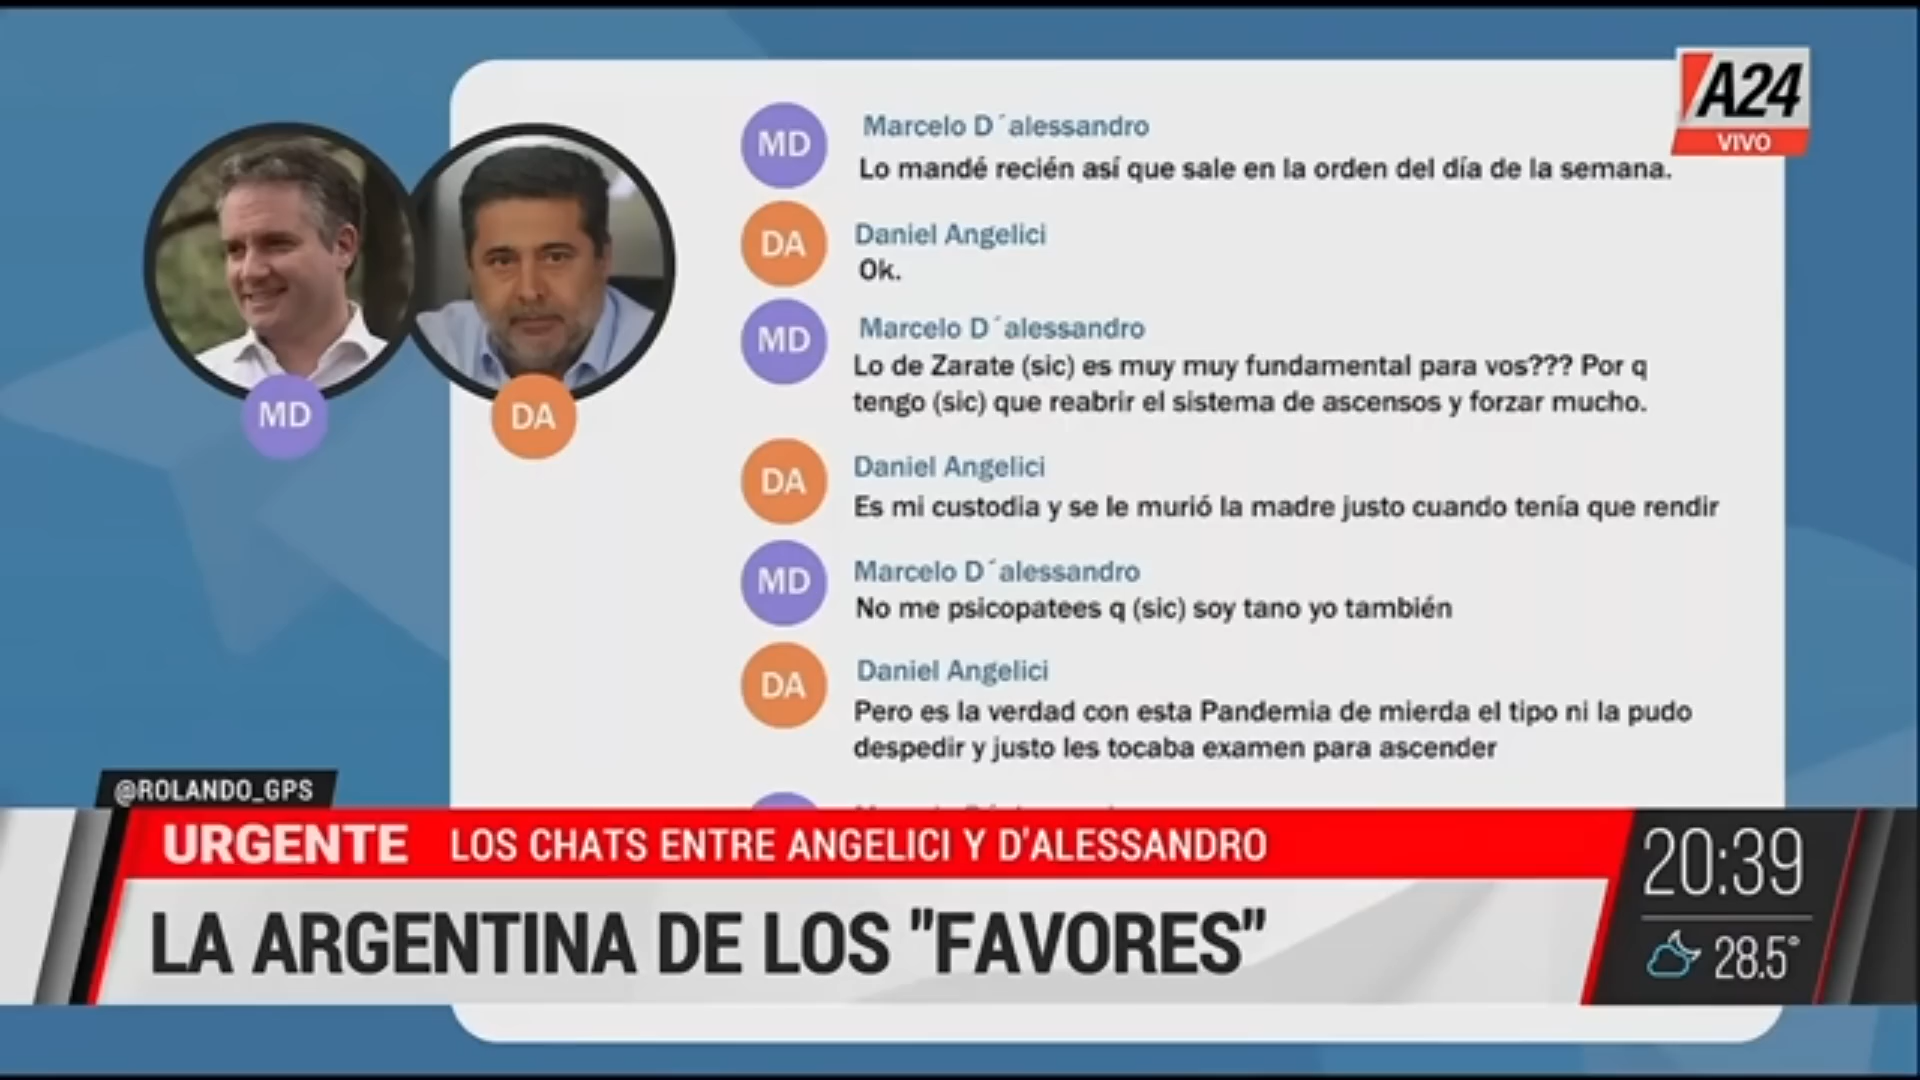 A24
VIVO
MD
Marcelo D´alessandro
Lo mandé recién así que sale en la orden del día de la semana.
DA
Daniel Angelici
Ok.
MD
Marcelo D´alessandro
Lo de Zarate (sic) es muy muy fundamental para vos??? Por q
tengo (sic) que reabrir el sistema de ascensos y forzar mucho.
MD
DA
DA
Daniel Angelici
Es mi custodia y se le murió la madre justo cuando tenía que rendir
MD
Marcelo D´alessandro
No me psicopatees q (sic) soy tano yo también
DA
Daniel Angelici
Pero es la verdad con esta Pandemia de mierda el tipo ni la pudo
despedir y justo les tocaba examen para ascender
@ROLANDO_GPS
URGENTE LOS CHATS ENTRE ANGELICI Y D'ALESSANDRO
LA ARGENTINA DE LOS "FAVORES"
20:39
28.5°